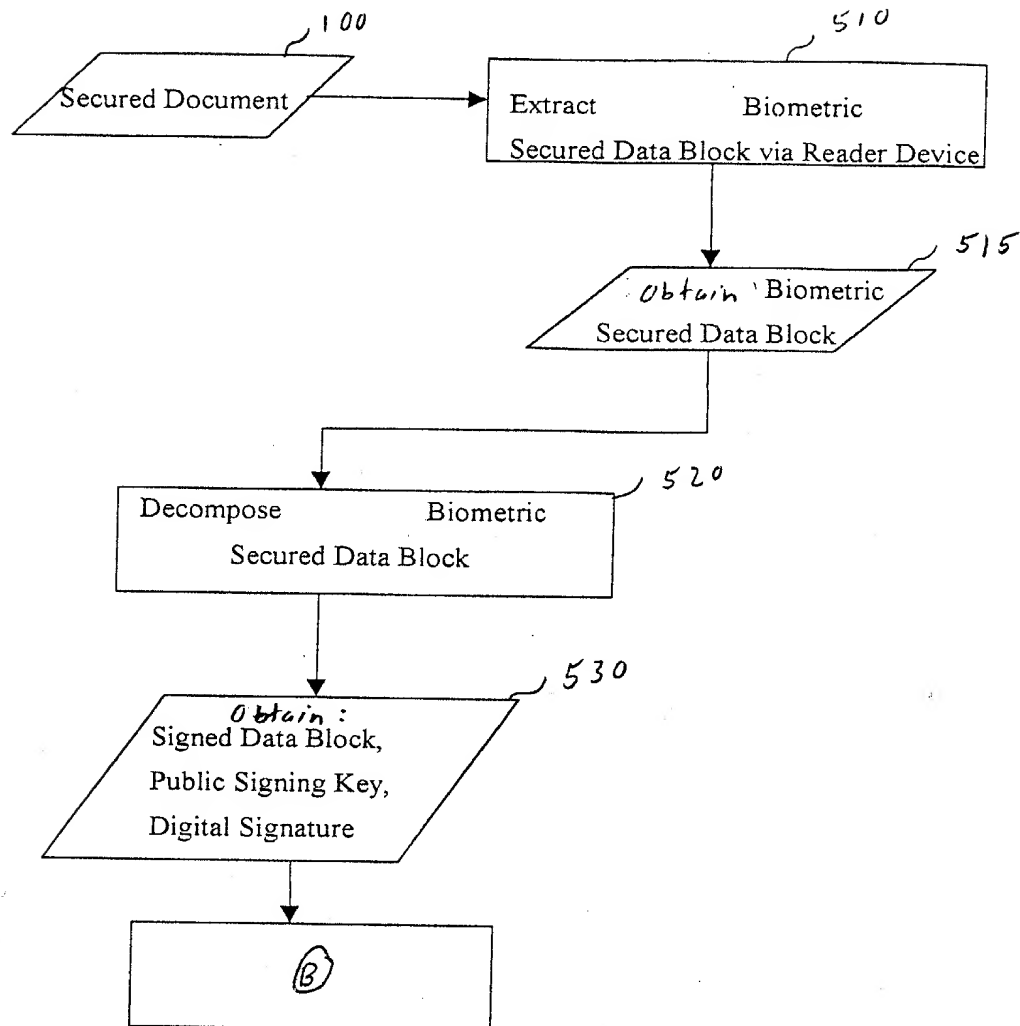 100
Secured Document
510
Extract Biometric
Secured Data Block via Reader Device
515
Obtain Biometric
Secured Data Block
520
Decompose Biometric
Secured Data Block
530
Obtain:
Signed Data Block,
Public Signing Key,
Digital Signature
B